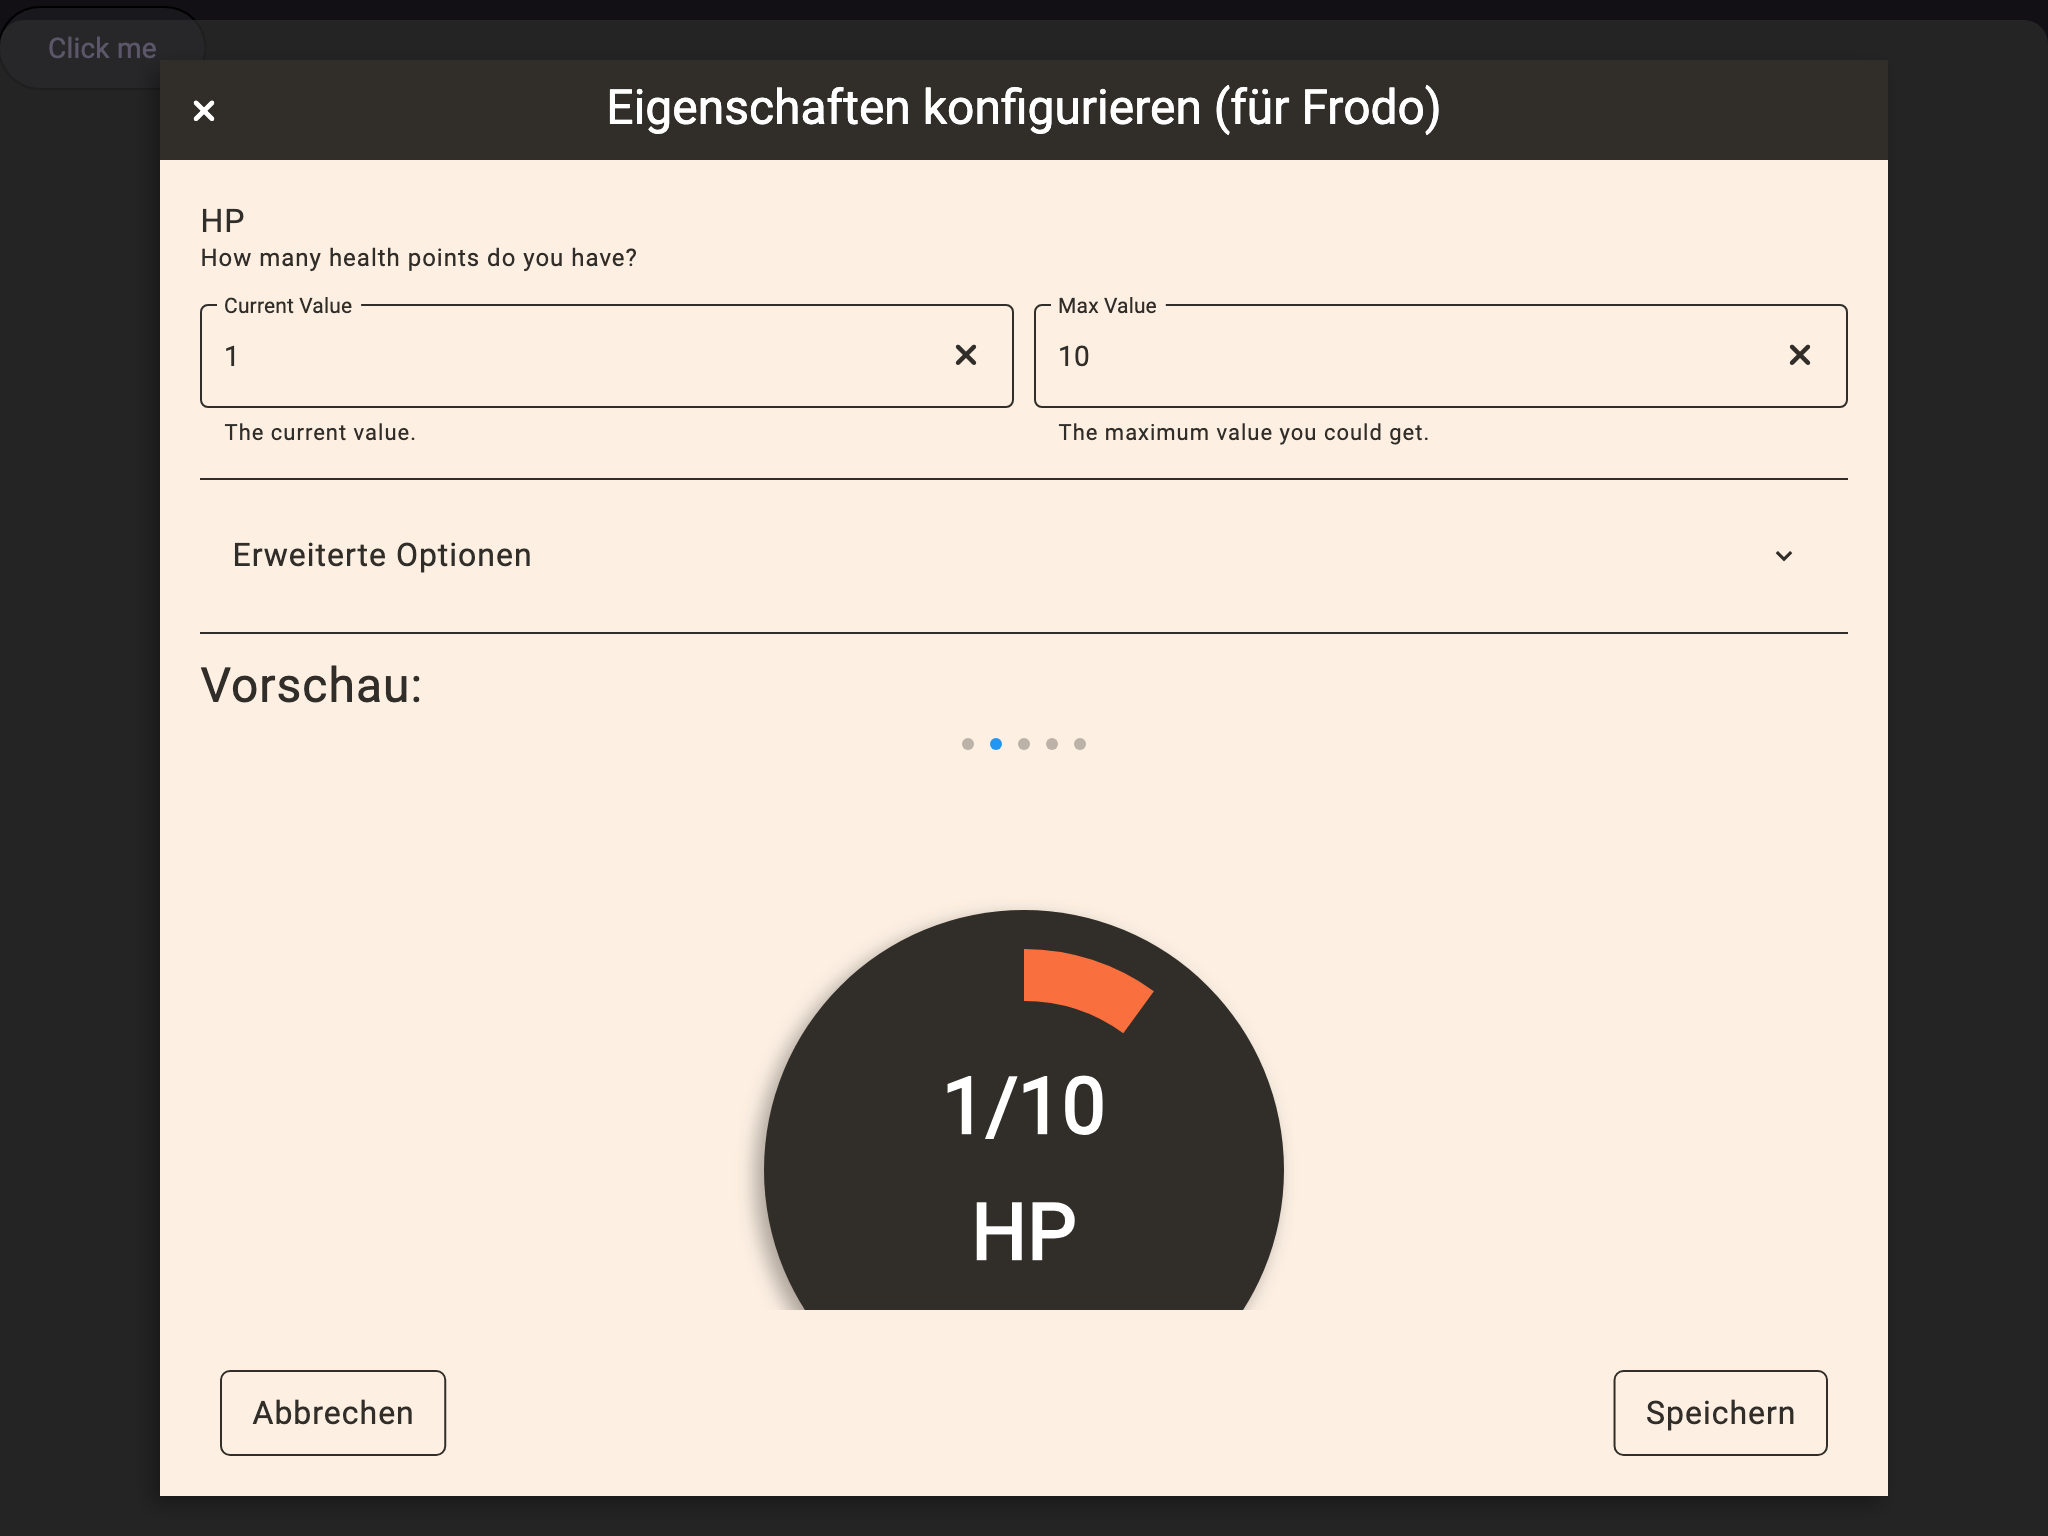 Click me
Eigenschaften konfigurieren (für Frodo)
HP
How many health points do you have?
Current Value
Max Value
1
10
The current value.
The maximum value you could get.
Erweiterte Optionen
Vorschau:
1/10
HP
Abbrechen
Speichern